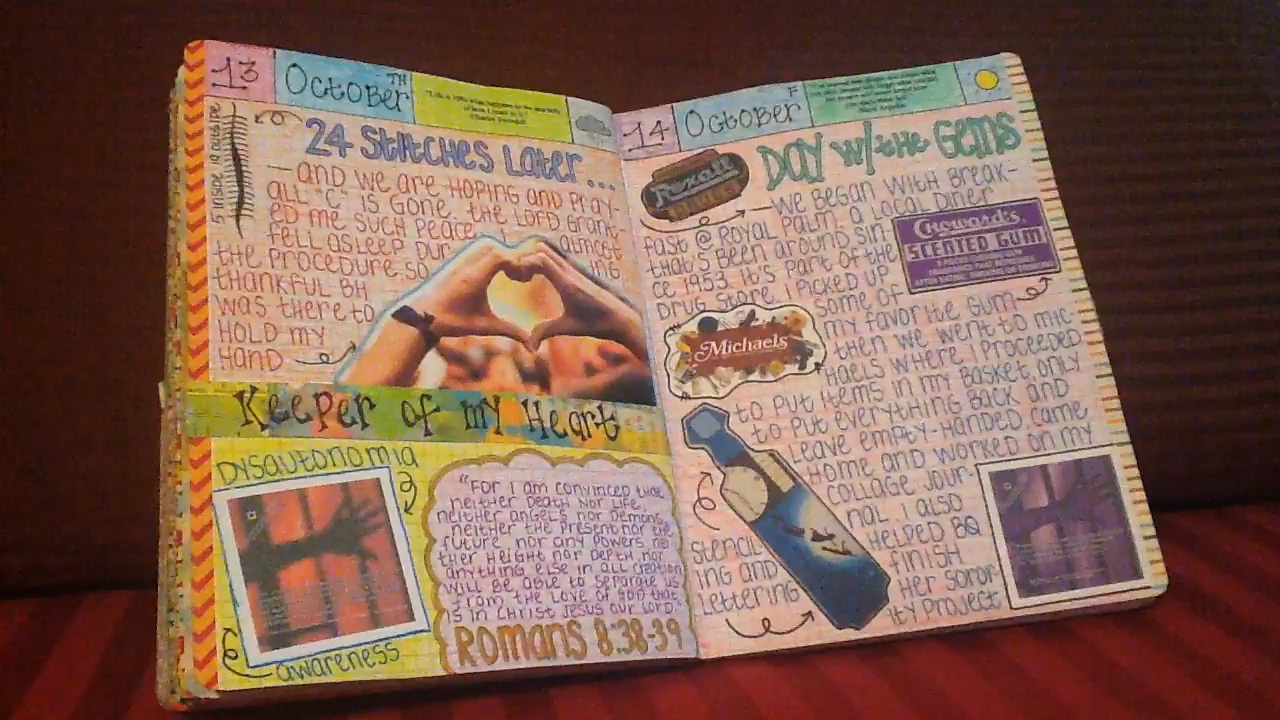 13
OCTOBER TH
5 INSIDE 19 OUTSIDE
24 STITCHES LATER...
—AND WE ARE HOPING AND PRAY-
ALL "C" IS GONE. THE LORD GRANT-
ED ME SUCH PEACE
ALMOST
FELL ASLEEP DUR
ING
THE PROCEDURE. SO
THANKFUL BH
WAS THERE TO
HOLD MY
HAND
KEEPER OF MY HEART
DYSAUTONOMIA
AWARENESS
"FOR I AM CONVINCED THAT
NEITHER DEATH NOR LIFE,
NEITHER ANGELS NOR DEMONS,
NEITHER THE PRESENT NOR THE
FUTURE, NOR ANY POWERS, NEI
THER HEIGHT NOR DEPTH, NOR
ANYTHING ELSE IN ALL CREATION
WILL BE ABLE TO SEPARATE US
FROM THE LOVE OF GOD THAT
IS IN CHRIST JESUS OUR LORD."
ROMANS 8:38-39
14
OCTOBER F
DAY W/THE GEMS
Rexall
DRUGS
—WE BEGAN WITH BREAK-
FAST @ ROYAL PALM, A LOCAL DINER
THAT'S BEEN AROUND SIN
CE 1953. IT'S PART OF THE
DRUG STORE. I PICKED UP
SOME OF
MY FAVORITE GUM
Choward's
SCENTED GUM
Michaels
THEN WE WENT TO MIC
HAELS WHERE I PROCEEDED
TO PUT ITEMS IN MY BASKET ONLY
TO PUT EVERYTHING BACK AND
LEAVE EMPTY-HANDED. CAME
HOME AND WORKED ON MY
COLLAGE JOUR-
NAL. I ALSO
HELPED BQ
FINISH
HER SOROR-
ITY PROJECT
STENCIL
ING AND
LETTERING